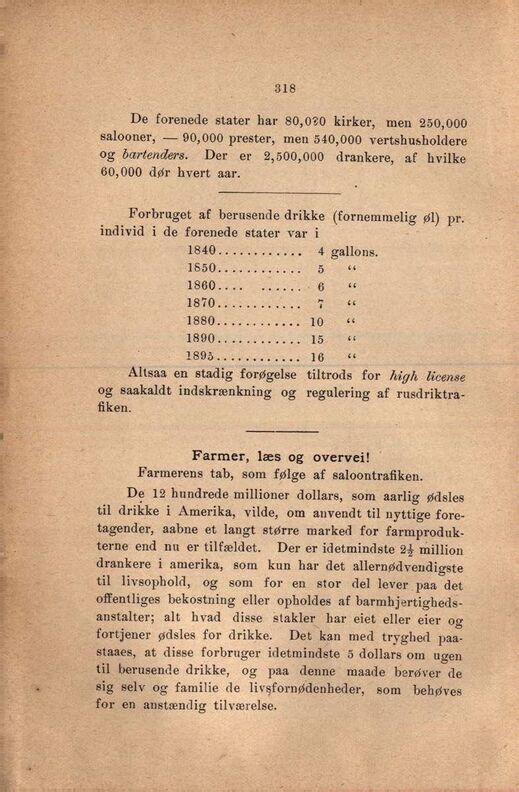 318
De forenede stater har 80,020 kirker, men 250,000
salooner, — 90,000 prester, men 540,000 vertshusholdere
og bartenders. Der er 2,500,000 drankere, af hvilke
60,000 dør hvert aar.
Forbruget af berusende drikke (fornemmelig øl) pr.
individ i de forenede stater var i
1840............ 4 gallons.
1850............ 5 “
1860.... ....... 6 “
1870............ 7 “
1880............ 10 “
1890............ 15 “
1895............ 16 “
Altsaa en stadig forøgelse tiltrods for high license
og saakaldt indskrænkning og regulering af rusdriktra-
fiken.
Farmer, læs og overvei!
Farmerens tab, som følge af saloontrafiken.
De 12 hundrede millioner dollars, som aarlig ødsles
til drikke i Amerika, vilde, om anvendt til nyttige fore-
tagender, aabne et langt større marked for farmproduk-
terne end nu er tilfældet. Der er idetmindste 2½ million
drankere i amerika, som kun har det allernødvendigste
til livsophold, og som for en stor del lever paa det
offentliges bekostning eller opholdes af barmhjertigheds-
anstalter; alt hvad disse stakler har eiet eller eier og
fortjener ødsles for drikke. Det kan med tryghed paa-
staaes, at disse forbruger idetmindste 5 dollars om ugen
til berusende drikke, og paa denne maade berøver de
sig selv og familie de livsfornødenheder, som behøves
for en anstændig tilværelse.